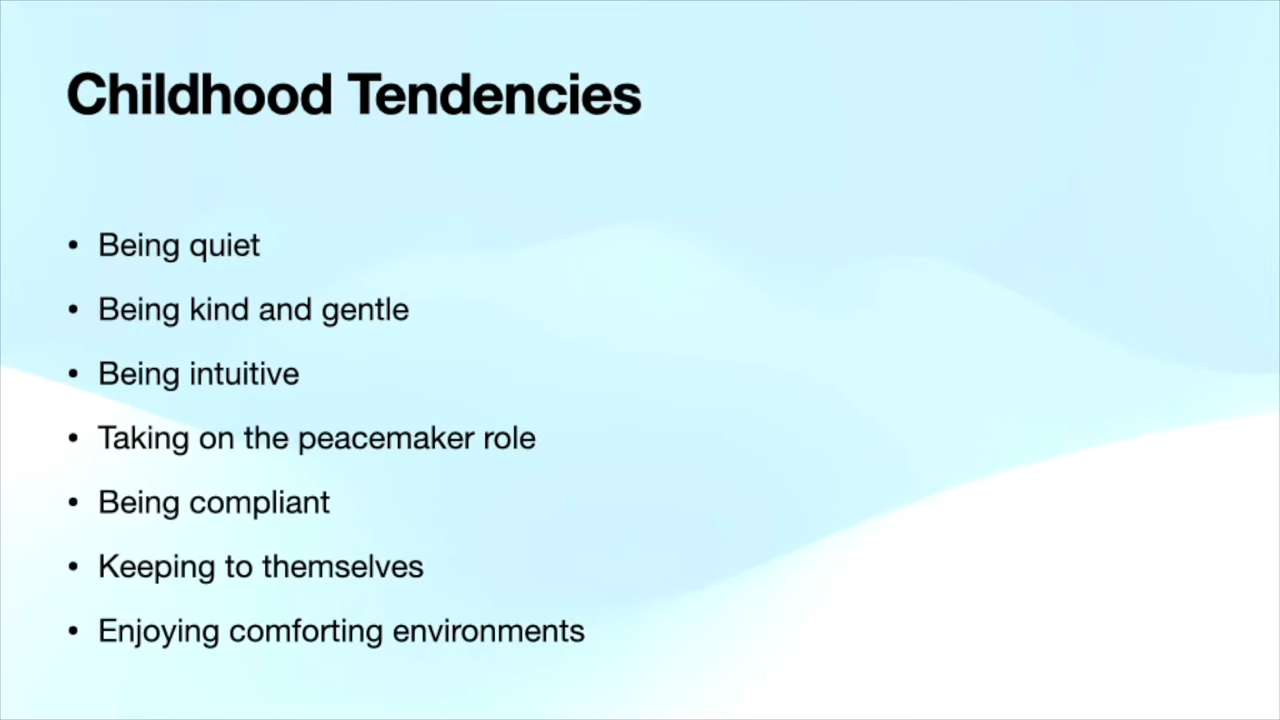 Childhood Tendencies
• Being quiet
• Being kind and gentle
• Being intuitive
• Taking on the peacemaker role
• Being compliant
• Keeping to themselves
• Enjoying comforting environments